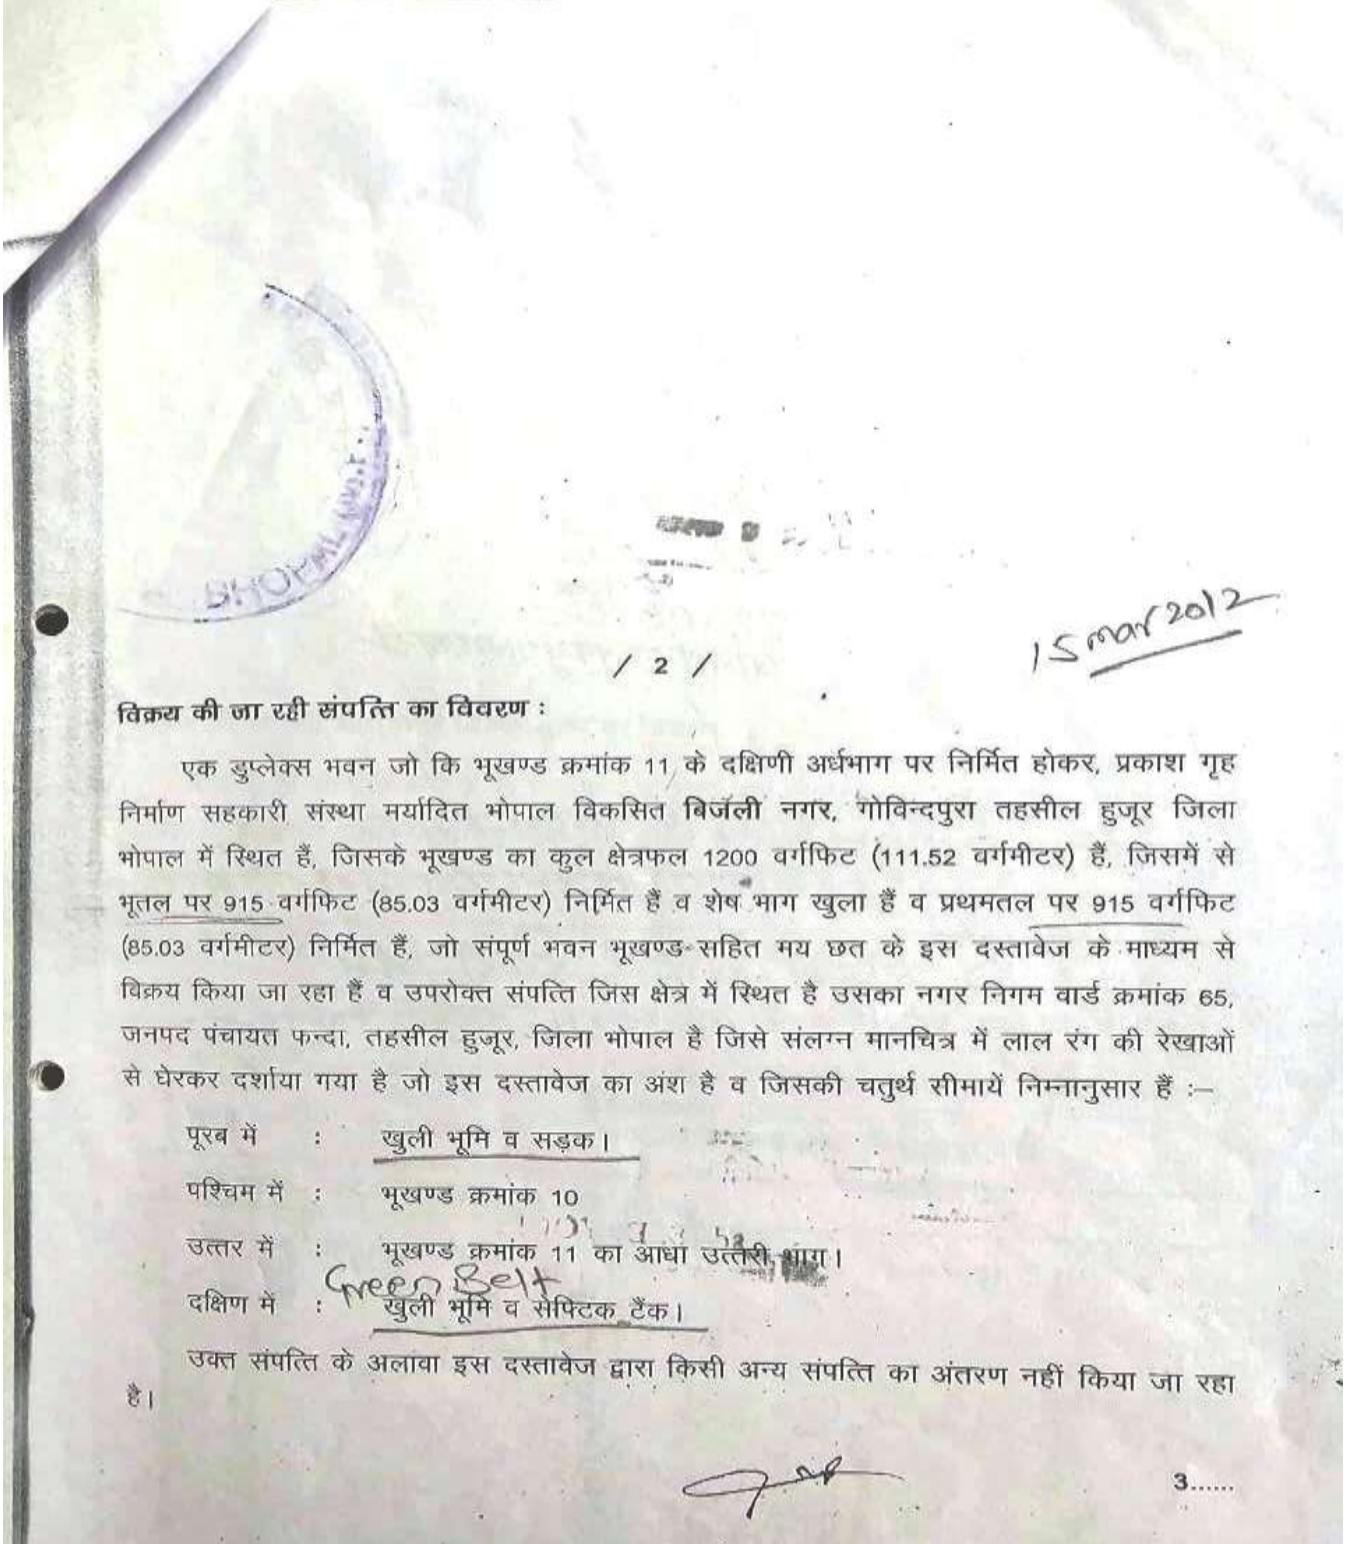 BHOPAL
15 mar 2012
/ 2 /
विक्रय की जा रही संपत्ति का विवरण :
एक डुप्लेक्स भवन जो कि भूखण्ड क्रमांक 11 के दक्षिणी अर्धभाग पर निर्मित होकर, प्रकाश गृह
निर्माण सहकारी संस्था मर्यादित भोपाल विकसित बिजली नगर, गोविन्दपुरा तहसील हुजूर जिला
भोपाल में स्थित हैं, जिसके भूखण्ड का कुल क्षेत्रफल 1200 वर्गफिट (111.52 वर्गमीटर) हैं, जिसमें से
भूतल पर 915 वर्गफिट (85.03 वर्गमीटर) निर्मित हैं व शेष भाग खुला हैं व प्रथमतल पर 915 वर्गफिट
(85.03 वर्गमीटर) निर्मित हैं, जो संपूर्ण भवन भूखण्ड सहित मय छत के इस दस्तावेज के माध्यम से
विक्रय किया जा रहा हैं व उपरोक्त संपत्ति जिस क्षेत्र में स्थित है उसका नगर निगम वार्ड क्रमांक 65,
जनपद पंचायत फन्दा, तहसील हुजूर, जिला भोपाल है जिसे संलग्न मानचित्र में लाल रंग की रेखाओं
से घेरकर दर्शाया गया है जो इस दस्तावेज का अंश है व जिसकी चतुर्थ सीमायें निम्नानुसार हैं :–
पूरब में : खुली भूमि व सड़क।
पश्चिम में : भूखण्ड क्रमांक 10
उत्तर में : भूखण्ड क्रमांक 11 का आधा उत्तरी भाग।
Green Belt
दक्षिण में : खुली भूमि व सेप्टिक टैंक।
उक्त संपत्ति के अलावा इस दस्तावेज द्वारा किसी अन्य संपत्ति का अंतरण नहीं किया जा रहा
है।
3......